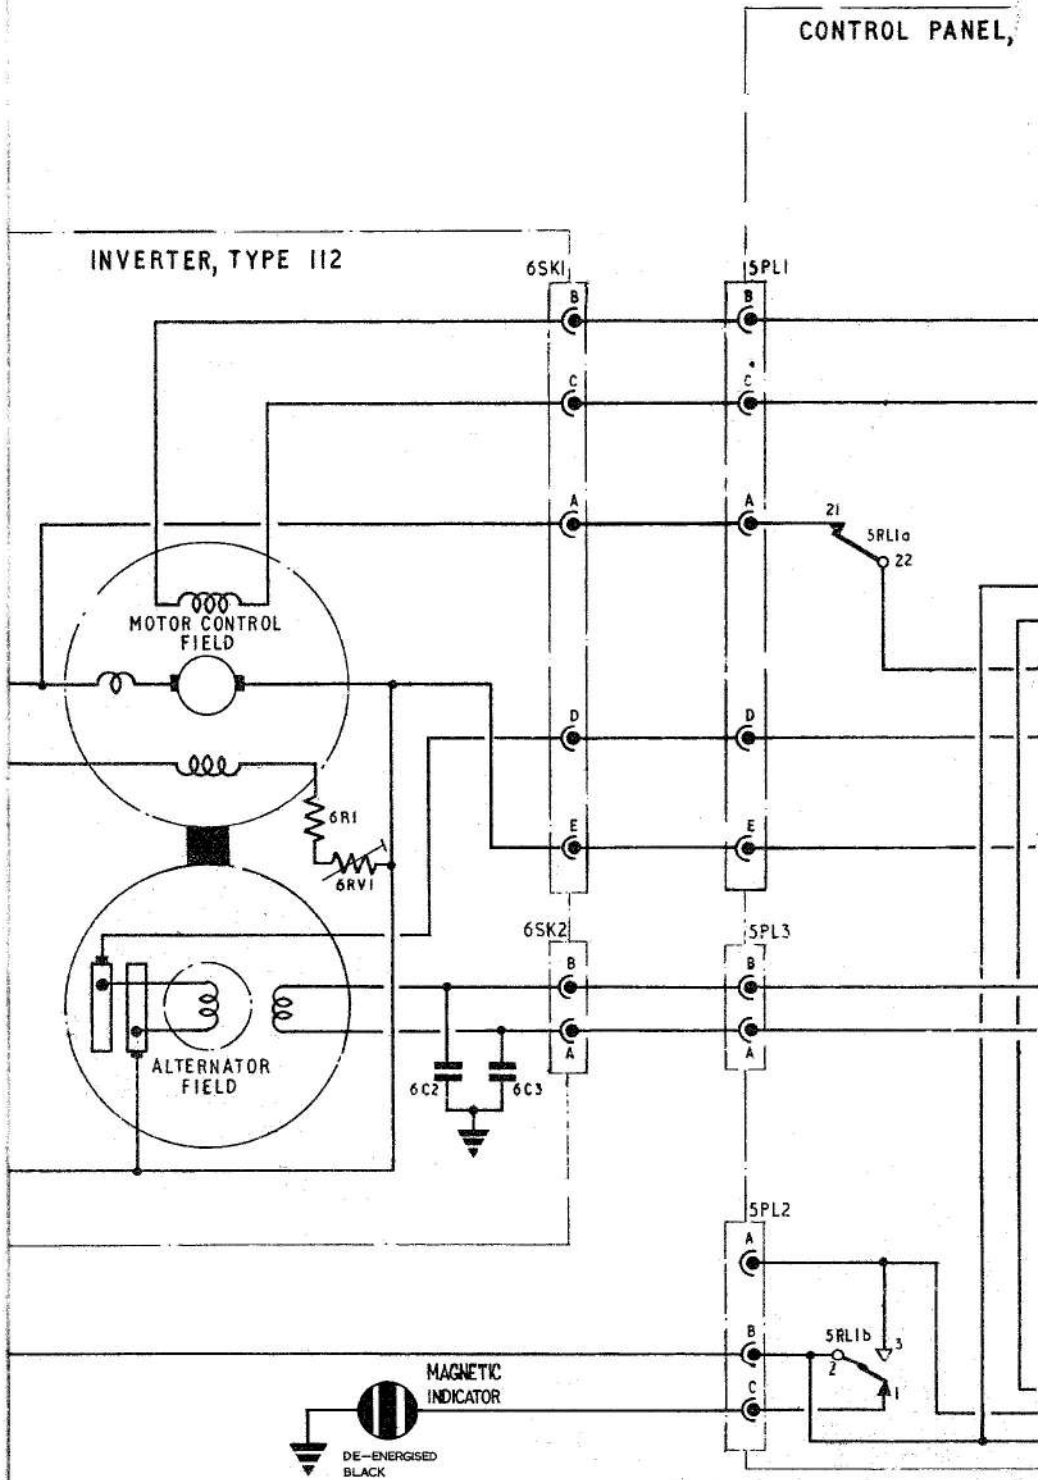 CONTROL PANEL,
INVERTER, TYPE 112
6SK1
5PL1
B
B
C
C
A
A
21
5RL1a
22
MOTOR CONTROL
FIELD
D
D
6R1
E
E
6RV1
6SK2
5PL3
B
B
A
A
ALTERNATOR
FIELD
6C2
6C3
5PL2
A
B
5RL1b
3
2
MAGNETIC
INDICATOR
C
1
DE-ENERGISED
BLACK